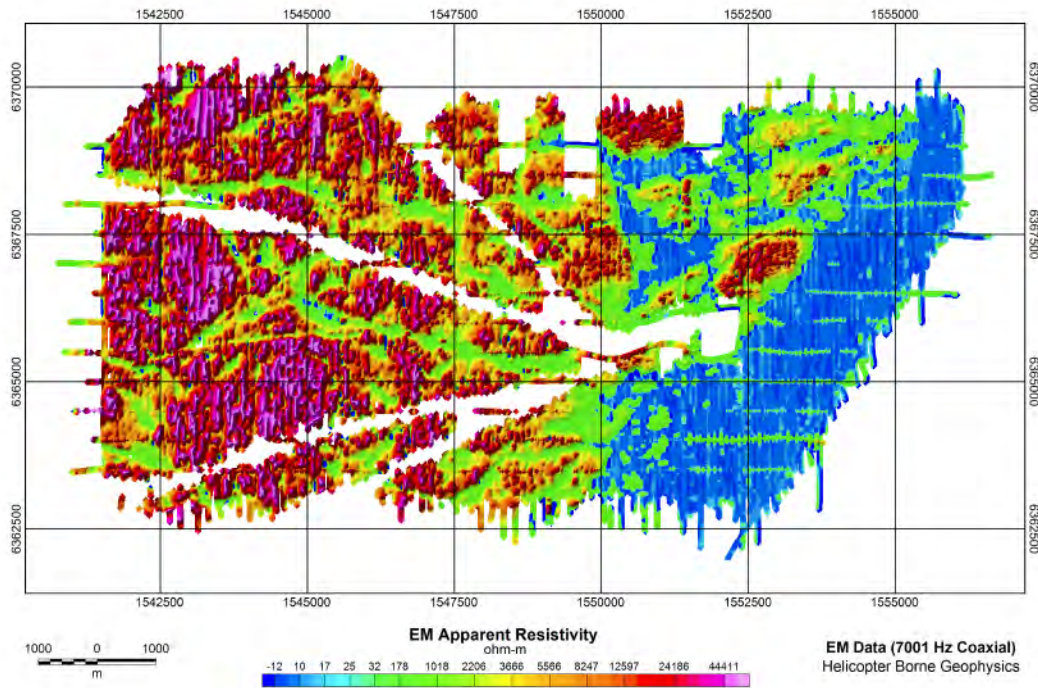 1542500 1545000 1547500 1550000 1552500 1555000
6370000 6370000
6367500 6367500
6365000 6365000
6362500 6362500
1542500 1545000 1547500 1550000 1552500 1555000
EM Apparent Resistivity
ohm-m
1000 0 1000
m
-12 10 17 25 32 178 1018 2206 3666 5566 8247 12597 24186 44411
EM Data (7001 Hz Coaxial)
Helicopter Borne Geophysics